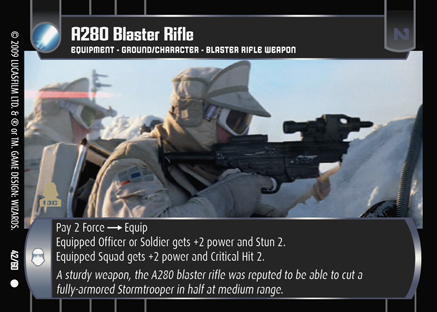 A280 Blaster Rifle
EQUIPMENT - GROUND/CHARACTER - BLASTER RIFLE WEAPON
Pay 2 Force → Equip
Equipped Officer or Soldier gets +2 power and Stun 2.
Equipped Squad gets +2 power and Critical Hit 2.
A sturdy weapon, the A280 blaster rifle was reputed to be able to cut a
fully-armored Stormtrooper in half at medium range.
© 2009 LUCASFILM LTD. & ® or TM. GAME DESIGN: WIZARDS.